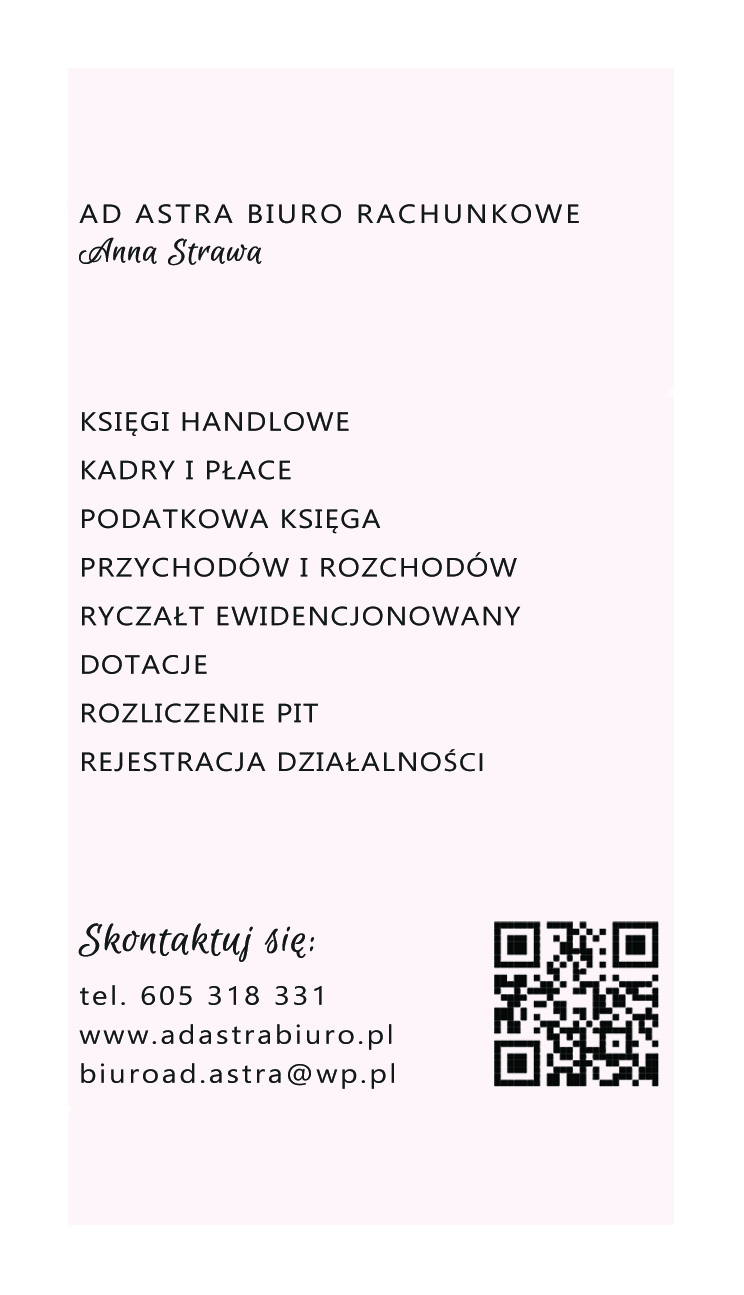 AD ASTRA BIURO RACHUNKOWE
Anna Strawa
KSIĘGI HANDLOWE
KADRY I PŁACE
PODATKOWA KSIĘGA
PRZYCHODÓW I ROZCHODÓW
RYCZAŁT EWIDENCJONOWANY
DOTACJE
ROZLICZENIE PIT
REJESTRACJA DZIAŁALNOŚCI
Skontaktuj się:
tel. 605 318 331
www.adastrabiuro.pl
biuroad.astra@wp.pl